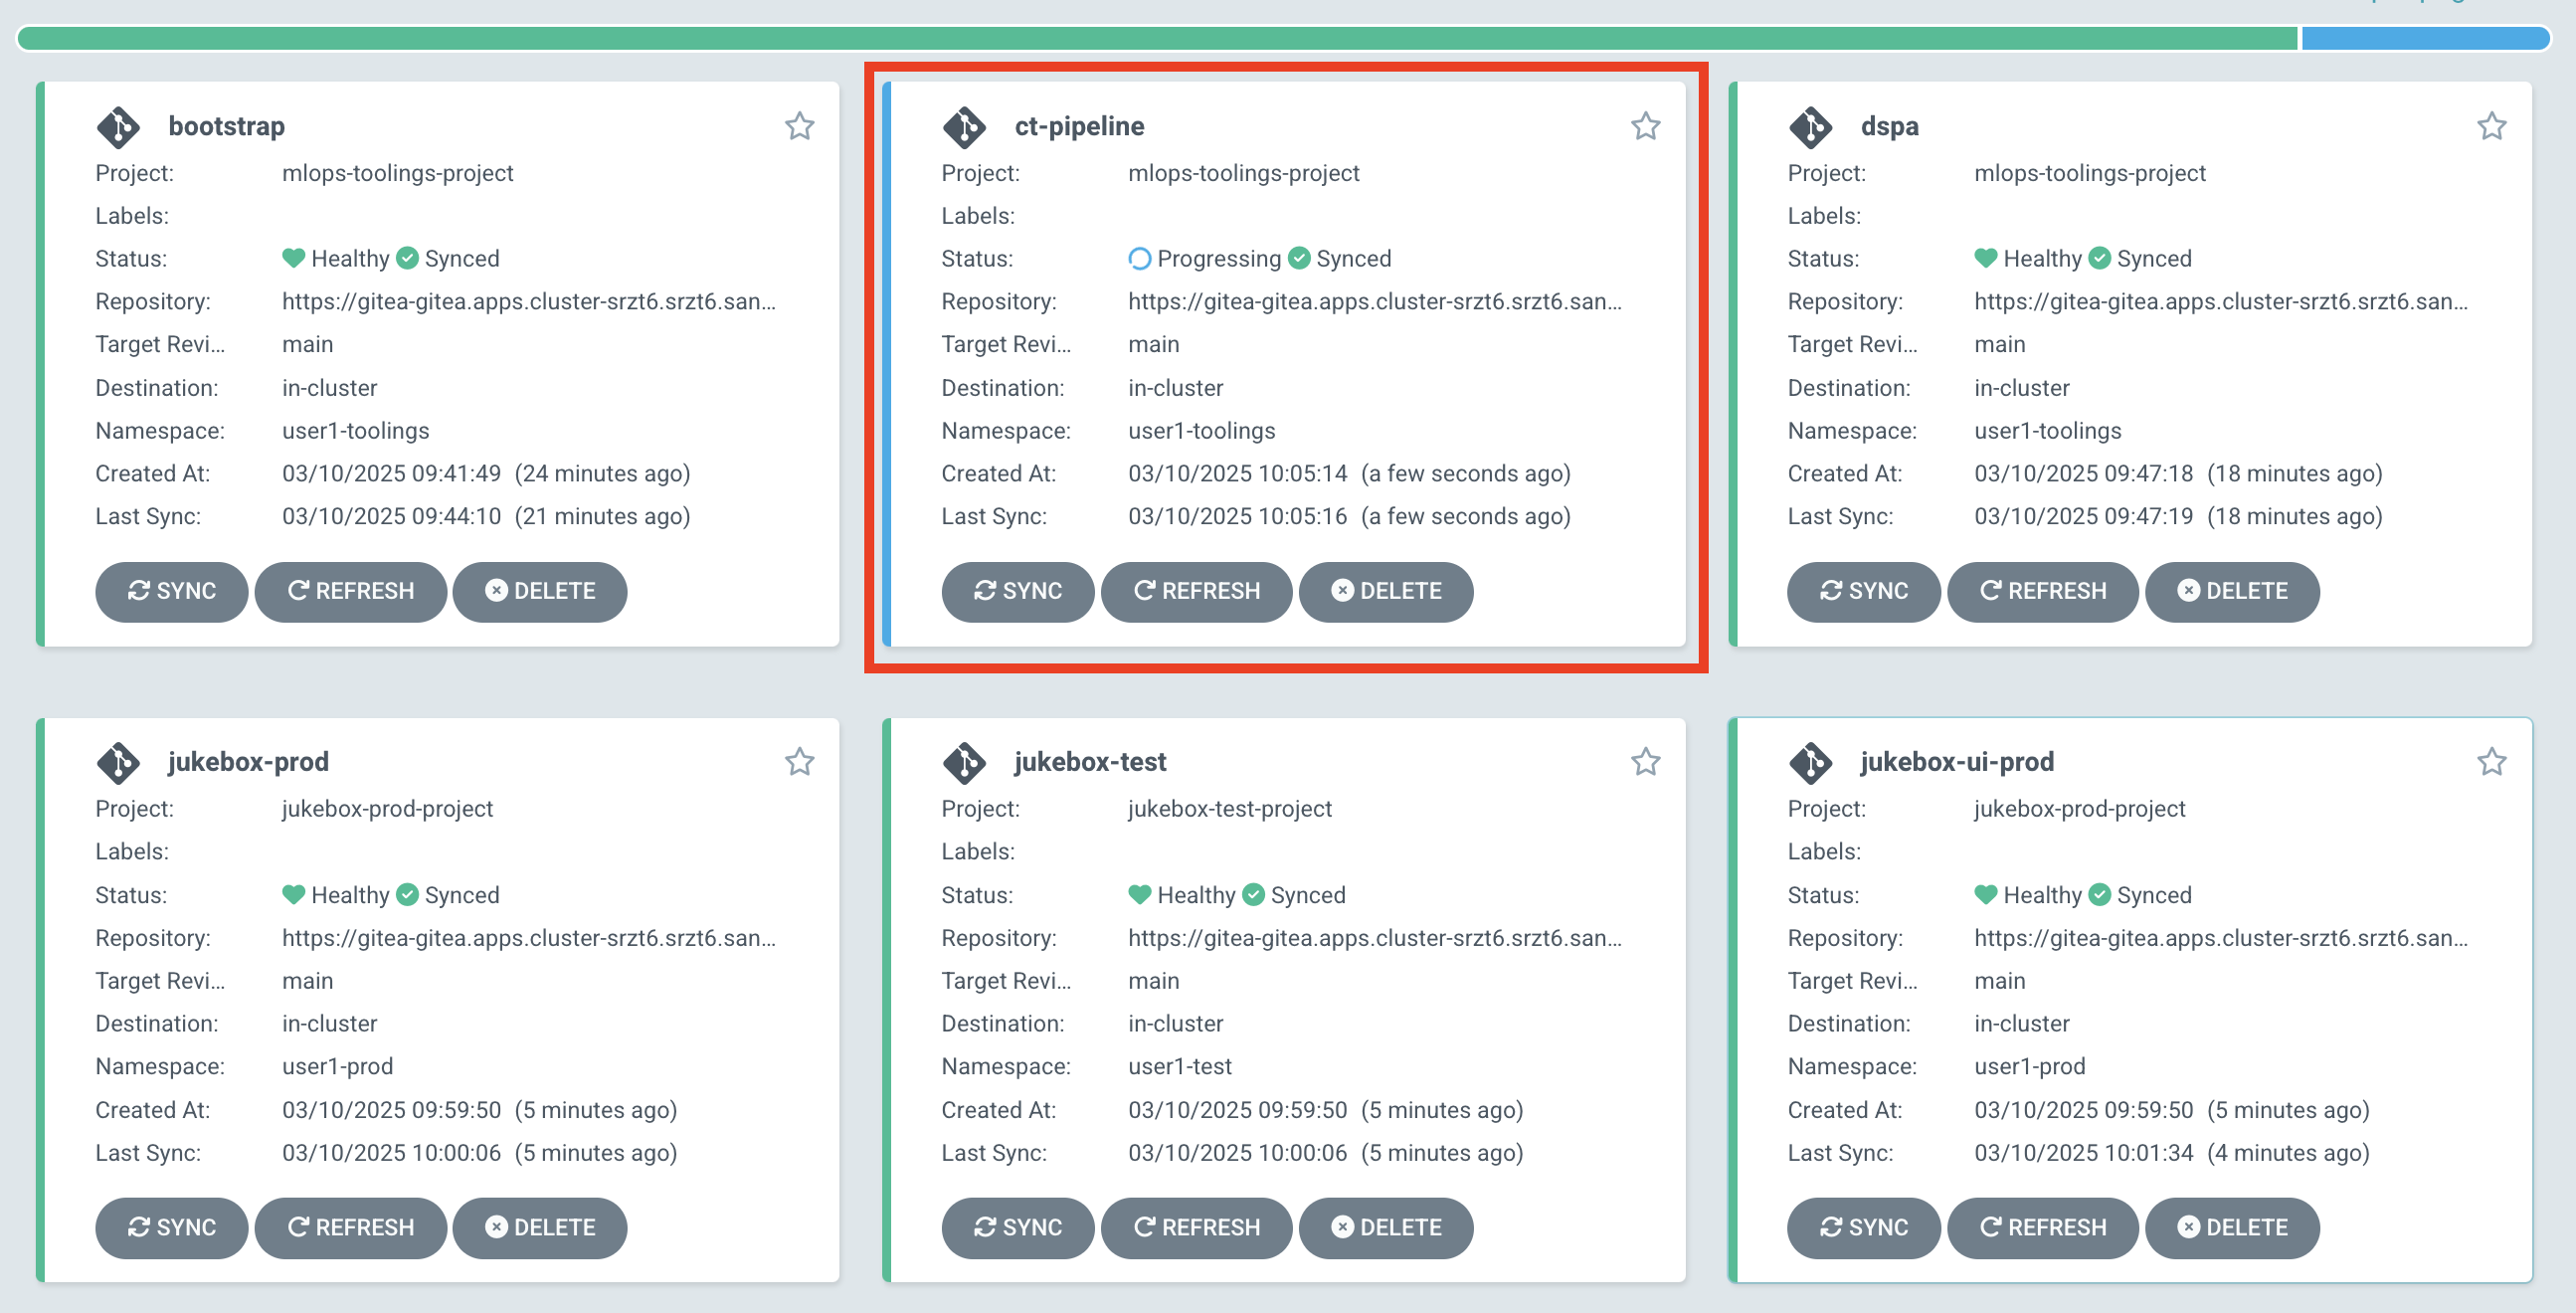 bootstrap
Project: mlops-toolings-project
Labels:
Status: Healthy Synced
Repository: https://gitea-gitea.apps.cluster-srzt6.srzt6.san...
Target Revi... main
Destination: in-cluster
Namespace: user1-toolings
Created At: 03/10/2025 09:41:49 (24 minutes ago)
Last Sync: 03/10/2025 09:44:10 (21 minutes ago)
SYNC REFRESH DELETE
ct-pipeline
Project: mlops-toolings-project
Labels:
Status: Progressing Synced
Repository: https://gitea-gitea.apps.cluster-srzt6.srzt6.san...
Target Revi... main
Destination: in-cluster
Namespace: user1-toolings
Created At: 03/10/2025 10:05:14 (a few seconds ago)
Last Sync: 03/10/2025 10:05:16 (a few seconds ago)
SYNC REFRESH DELETE
dspa
Project: mlops-toolings-project
Labels:
Status: Healthy Synced
Repository: https://gitea-gitea.apps.cluster-srzt6.srzt6.san...
Target Revi... main
Destination: in-cluster
Namespace: user1-toolings
Created At: 03/10/2025 09:47:18 (18 minutes ago)
Last Sync: 03/10/2025 09:47:19 (18 minutes ago)
SYNC REFRESH DELETE
jukebox-prod
Project: jukebox-prod-project
Labels:
Status: Healthy Synced
Repository: https://gitea-gitea.apps.cluster-srzt6.srzt6.san...
Target Revi... main
Destination: in-cluster
Namespace: user1-prod
Created At: 03/10/2025 09:59:50 (5 minutes ago)
Last Sync: 03/10/2025 10:00:06 (5 minutes ago)
SYNC REFRESH DELETE
jukebox-test
Project: jukebox-test-project
Labels:
Status: Healthy Synced
Repository: https://gitea-gitea.apps.cluster-srzt6.srzt6.san...
Target Revi... main
Destination: in-cluster
Namespace: user1-test
Created At: 03/10/2025 09:59:50 (5 minutes ago)
Last Sync: 03/10/2025 10:00:06 (5 minutes ago)
SYNC REFRESH DELETE
jukebox-ui-prod
Project: jukebox-prod-project
Labels:
Status: Healthy Synced
Repository: https://gitea-gitea.apps.cluster-srzt6.srzt6.san...
Target Revi... main
Destination: in-cluster
Namespace: user1-prod
Created At: 03/10/2025 09:59:50 (5 minutes ago)
Last Sync: 03/10/2025 10:01:34 (4 minutes ago)
SYNC REFRESH DELETE